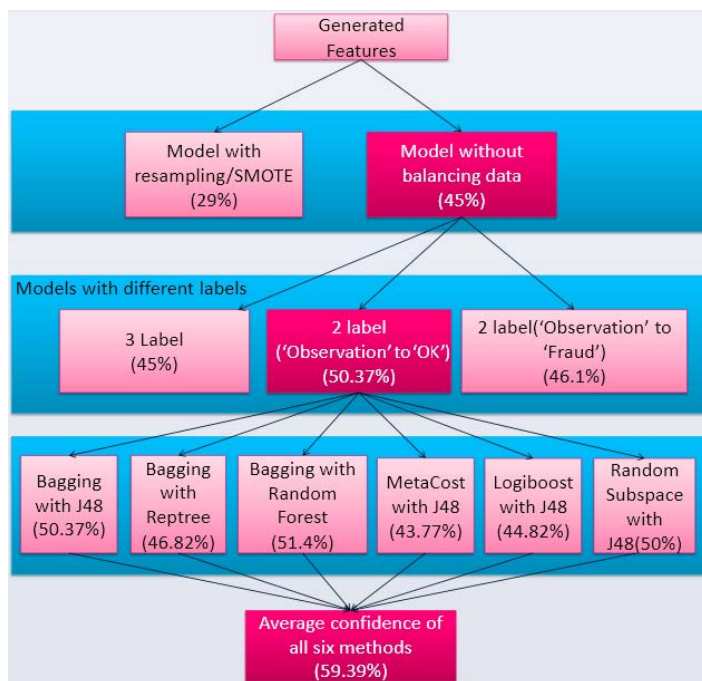 Generated
Features
Model with
resampling/SMOTE
(29%)
Model without
balancing data
(45%)
Models with different labels
3 Label
(45%)
2 label
('Observation' to 'OK')
(50.37%)
2 label('Observation' to
'Fraud')
(46.1%)
Bagging
with J48
(50.37%)
Bagging
with
Reptree
(46.82%)
Bagging with
Random
Forest
(51.4%)
MetaCost
with J48
(43.77%)
Logiboost
with J48
(44.82%)
Random
Subspace
with
J48(50%)
Average confidence of
all six methods
(59.39%)